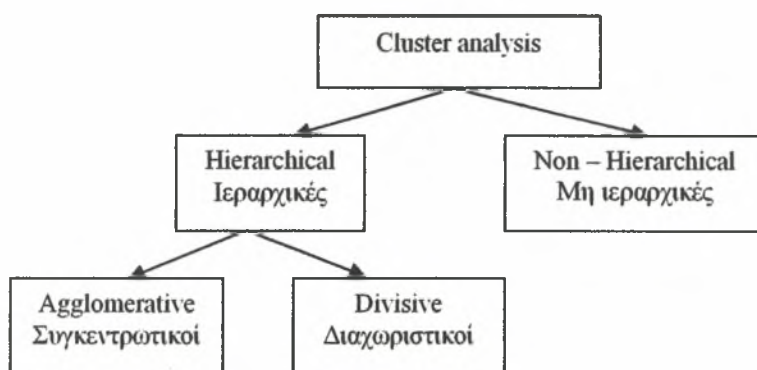 Cluster analysis
Hierarchical
Ιεραρχικές
Non – Hierarchical
Μη ιεραρχικές
Agglomerative
Συγκεντρωτικοί
Divisive
Διαχωριστικοί